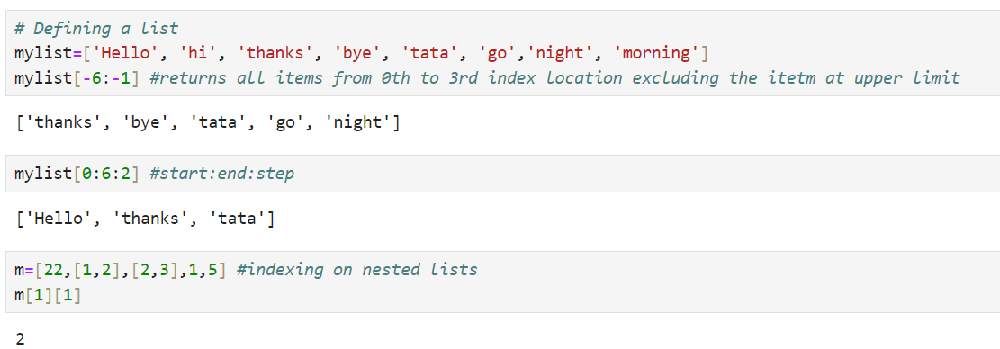 # Defining a list
mylist=['Hello', 'hi', 'thanks', 'bye', 'tata', 'go','night', 'morning']
mylist[-6:-1] #returns all items from 0th to 3rd index location excluding the itetm at upper limit
['thanks', 'bye', 'tata', 'go', 'night']
mylist[0:6:2] #start:end:step
['Hello', 'thanks', 'tata']
m=[22,[1,2],[2,3],1,5] #indexing on nested lists
m[1][1]
2